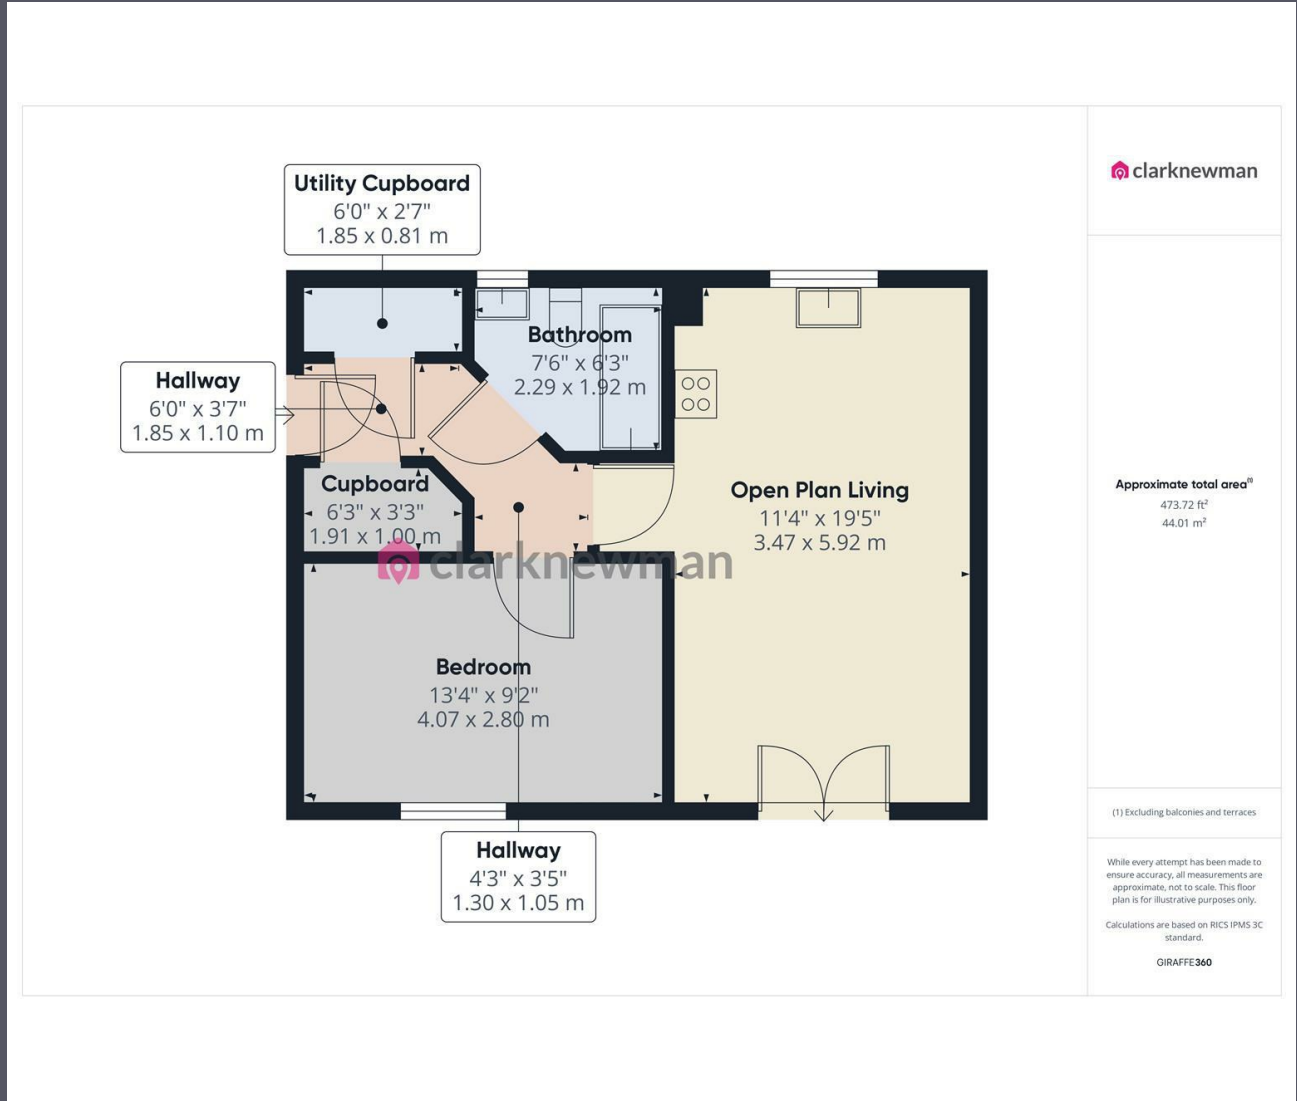 Utility Cupboard
6'0" x 2'7"
1.85 x 0.81 m
clarknewman
Hallway
6'0" x 3'7"
1.85 x 1.10 m
Bathroom
7'6" x 6'3"
2.29 x 1.92 m
Cupboard
6'3" x 3'3"
1.91 x 1.00 m
Open Plan Living
11'4" x 19'5"
3.47 x 5.92 m
clarknewman
Bedroom
13'4" x 9'2"
4.07 x 2.80 m
Hallway
4'3" x 3'5"
1.30 x 1.05 m
Approximate total area(1)
473.72 ft²
44.01 m²
(1) Excluding balconies and terraces
While every attempt has been made to
ensure accuracy, all measurements are
approximate, not to scale. This floor
plan is for illustrative purposes only.
Calculations are based on RICS IPMS 3C
standard.
GIRAFFE360